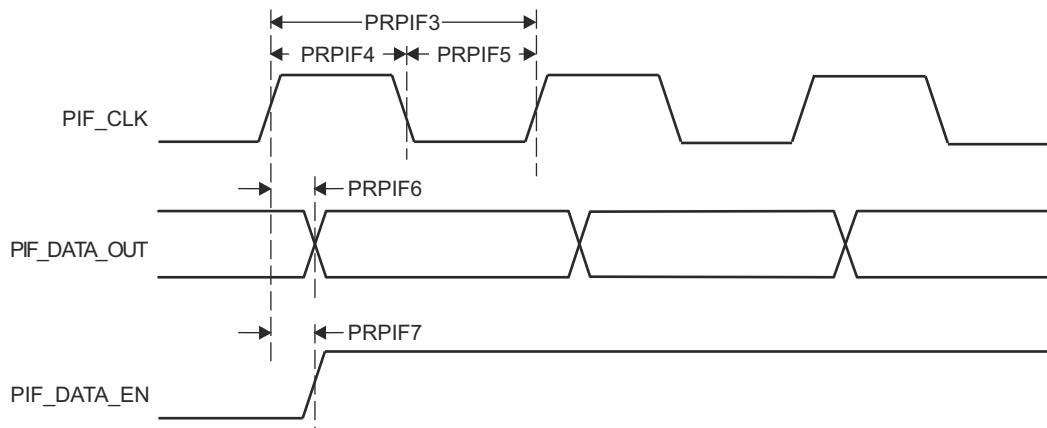 PRPIF3
PRPIF4 PRPIF5
PIF_CLK
PRPIF6
PIF_DATA_OUT
PRPIF7
PIF_DATA_EN